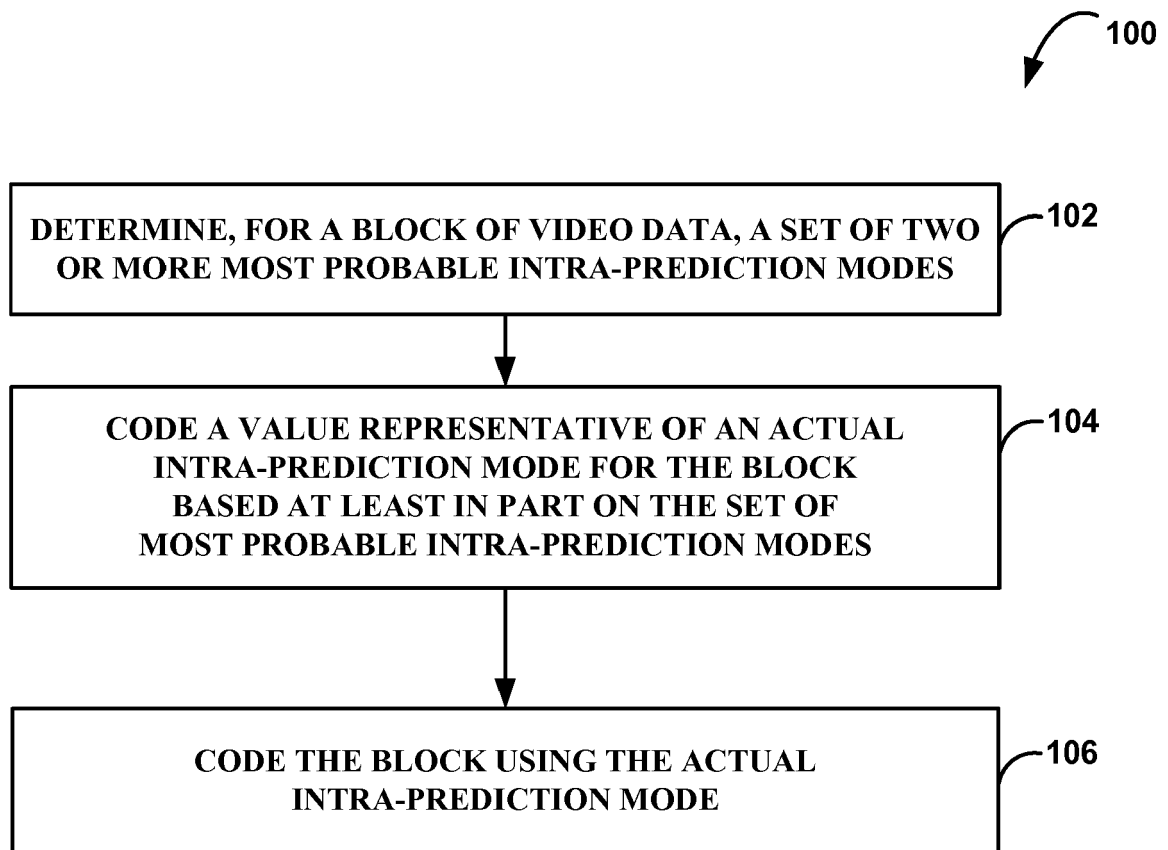 100
DETERMINE, FOR A BLOCK OF VIDEO DATA, A SET OF TWO
OR MORE MOST PROBABLE INTRA-PREDICTION MODES
102
CODE A VALUE REPRESENTATIVE OF AN ACTUAL
INTRA-PREDICTION MODE FOR THE BLOCK
BASED AT LEAST IN PART ON THE SET OF
MOST PROBABLE INTRA-PREDICTION MODES
104
CODE THE BLOCK USING THE ACTUAL
INTRA-PREDICTION MODE
106